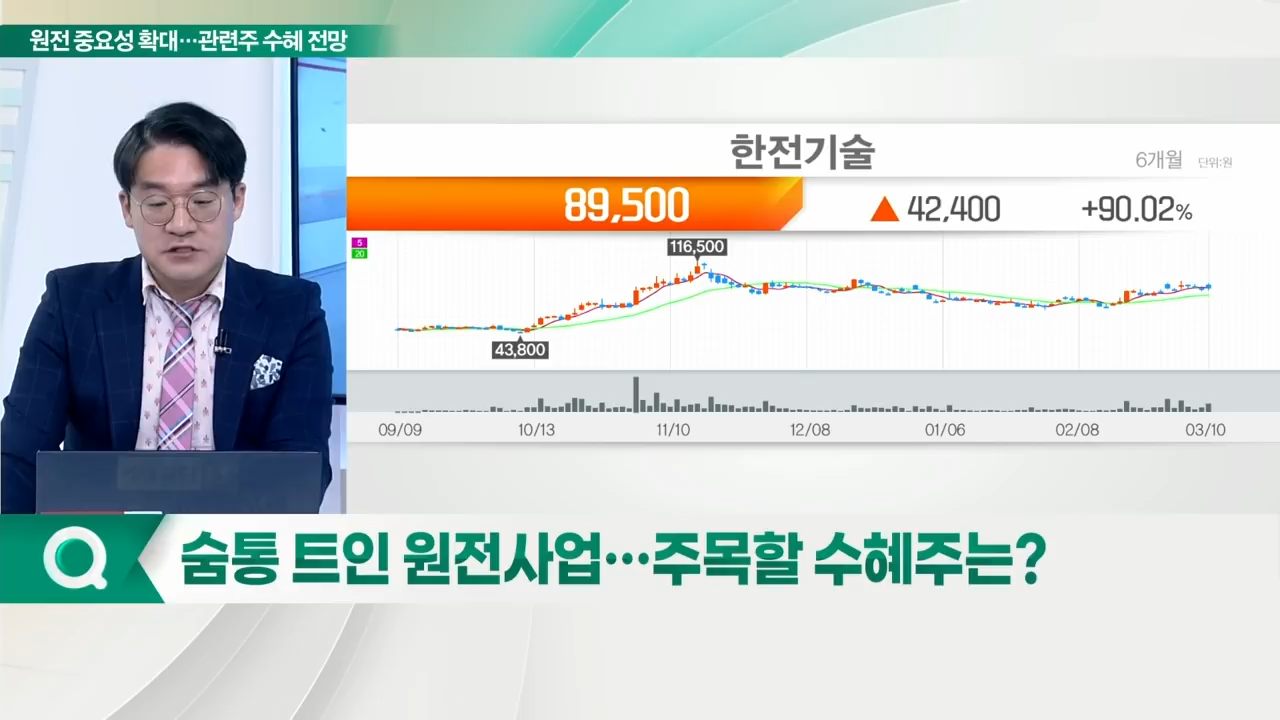 원전 중요성 확대…관련주 수혜 전망
한전기술
6개월 단위:원
89,500 ▲ 42,400 +90.02%
5
20
116,500
43,800
09/09 10/13 11/10 12/08 01/06 02/08 03/10
숨통 트인 원전사업…주목할 수혜주는?